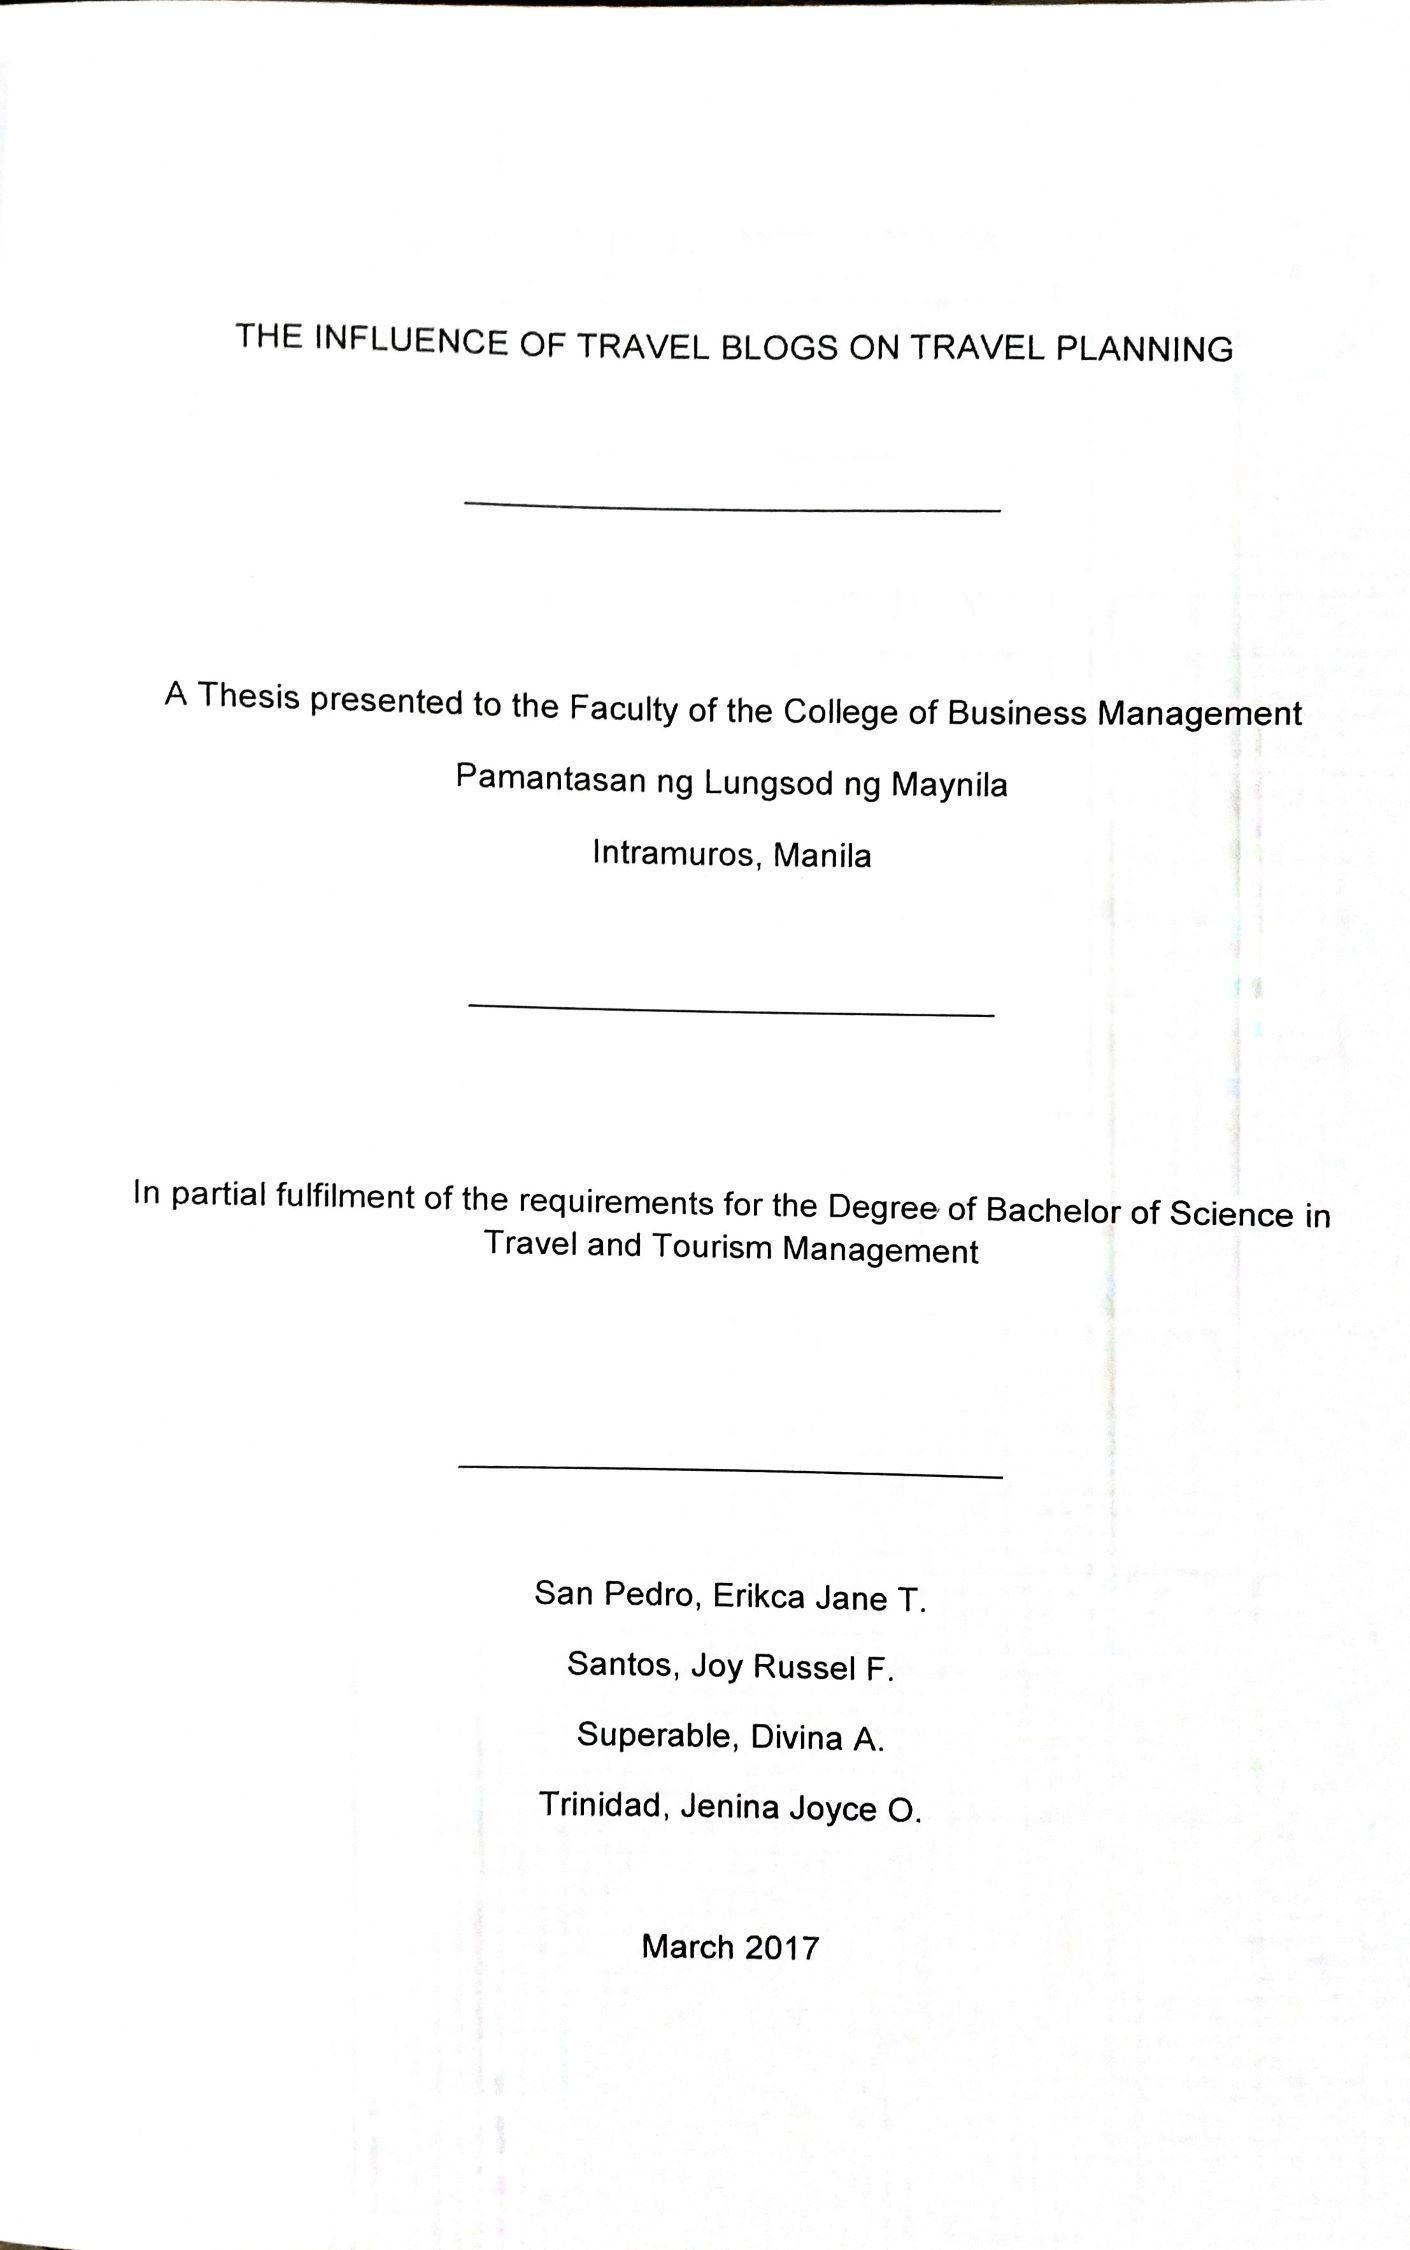 THE INFLUENCE OF TRAVEL BLOGS ON TRAVEL PLANNING
A Thesis presented to the Faculty of the College of Business Management
Pamantasan ng Lungsod ng Maynila
Intramuros, Manila
In partial fulfilment of the requirements for the Degree of Bachelor of Science in
Travel and Tourism Management
San Pedro, Erikca Jane T.
Santos, Joy Russel F.
Superable, Divina A.
Trinidad, Jenina Joyce O.
March 2017